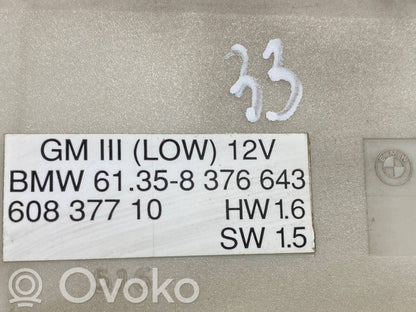 33
GM III (LOW) 12V
BMW 61.35-8 376 643
608 377 10 HW 1.6
SW 1.5
Ovoko